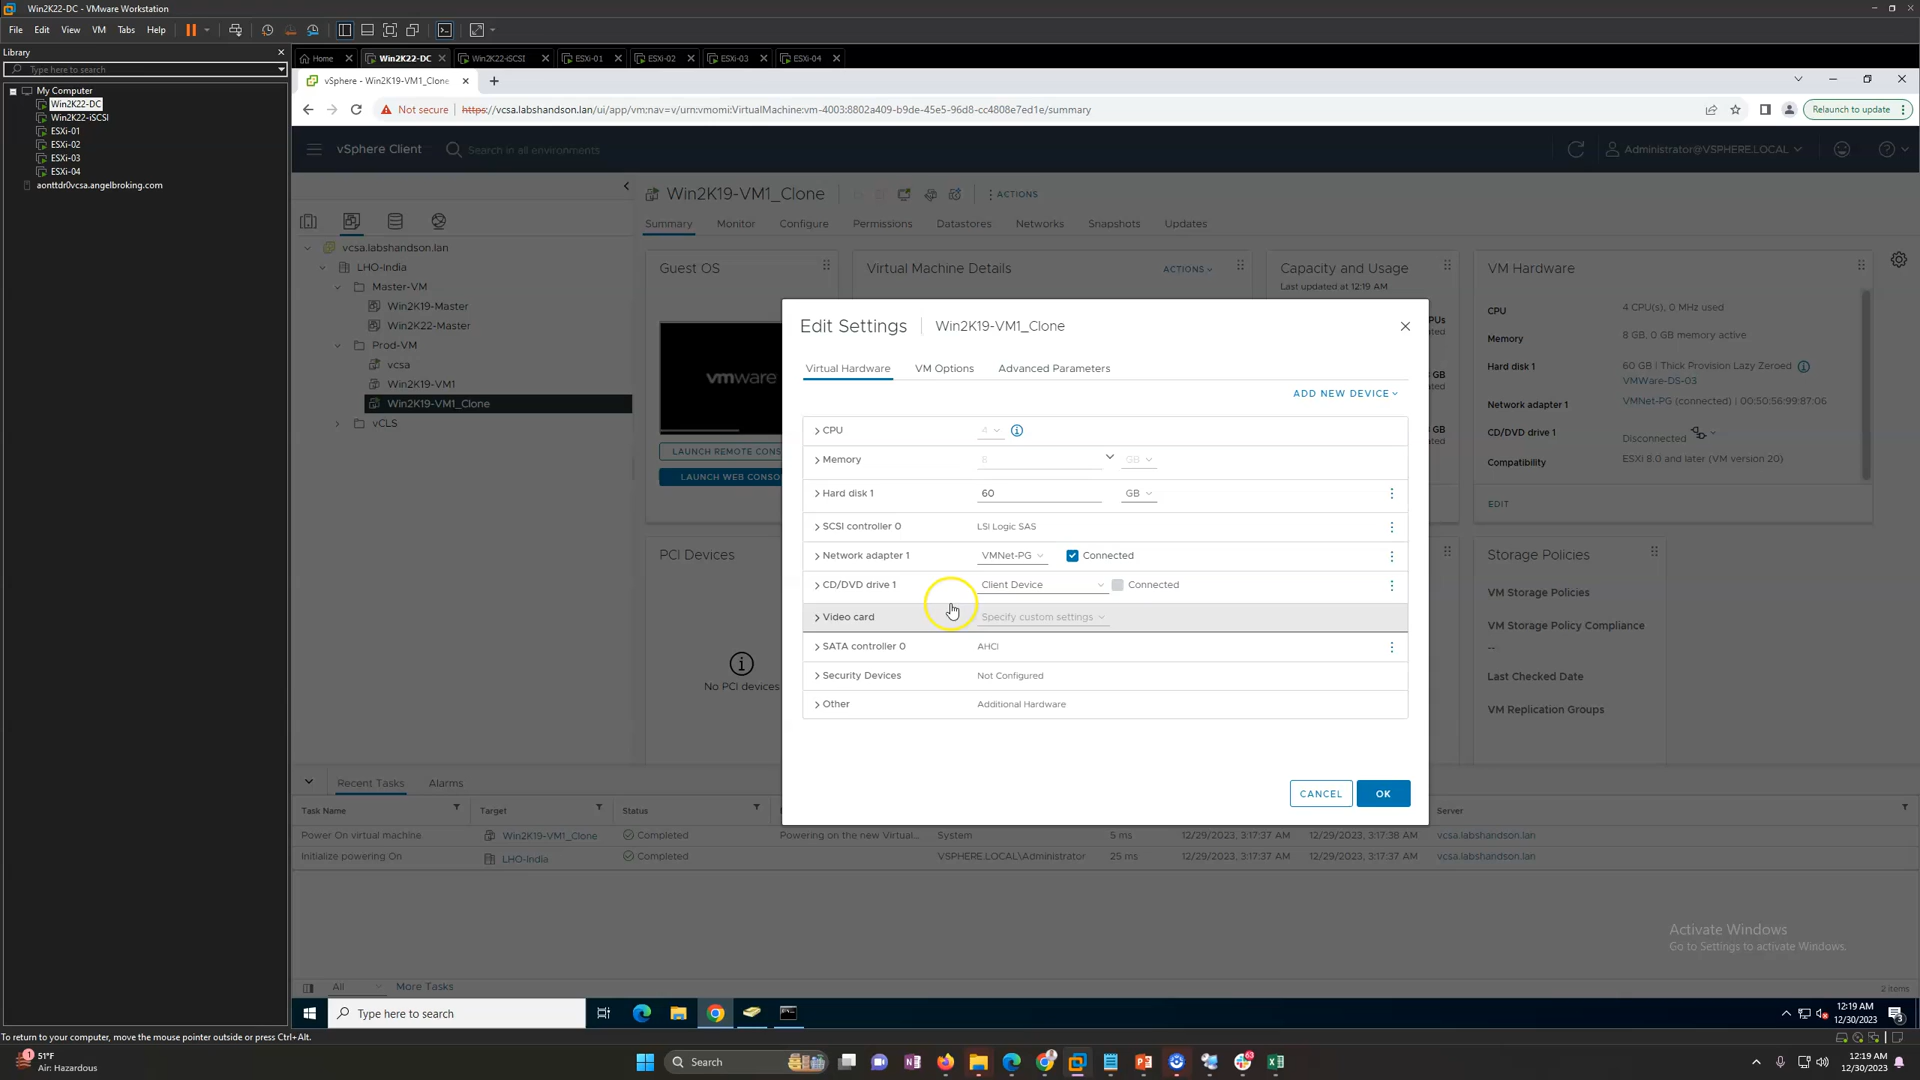 Win2K22-DC - VMware Workstation
File Edit View VM Tabs Help
Library
Type here to search
My Computer
Win2K22-DC
Win2K22-iSCSI
ESXi-01
ESXi-02
ESXi-03
ESXi-04
aonttdr0vcsa.angelbroking.com
Home Win2K22-DC Win2K22-iSCSI ESXi-01 ESXi-02 ESXi-03 ESXi-04
vSphere - Win2K19-VM1_Clone
Not secure https://vcsa.labshandson.lan/ui/app/vm;nav=v/urn:vmomi:VirtualMachine:vm-4003:8802a409-b9de-45e5-96d8-cc4808e7ed1e/summary
Relaunch to update
vSphere Client Search in all environments
Administrator@VSPHERE.LOCAL
vcsa.labshandson.lan
LHO-India
Master-VM
Win2K19-Master
Win2K22-Master
Prod-VM
vcsa
Win2K19-VM1
Win2K19-VM1_Clone
vCLS
Win2K19-VM1_Clone ACTIONS
Summary Monitor Configure Permissions Datastores Networks Snapshots Updates
Guest OS
vmware
LAUNCH REMOTE CONS
LAUNCH WEB CONSO
Virtual Machine Details ACTIONS
Capacity and Usage
Last updated at 12:19 AM
PUs
VM Hardware
CPU 4 CPU(s), 0 MHz used
Memory 8 GB, 0 GB memory active
Hard disk 1 60 GB | Thick Provision Lazy Zeroed
VMWare-DS-03
Network adapter 1 VMNet-PG (connected) | 00:50:56:99:87:06
CD/DVD drive 1 Disconnected
Compatibility ESXi 8.0 and later (VM version 20)
EDIT
PCI Devices
No PCI devices
Storage Policies
VM Storage Policies
VM Storage Policy Compliance
--
Last Checked Date
VM Replication Groups
Edit Settings Win2K19-VM1_Clone
Virtual Hardware VM Options Advanced Parameters
ADD NEW DEVICE
CPU 4
Memory 8 GB
Hard disk 1 60 GB
SCSI controller 0 LSI Logic SAS
Network adapter 1 VMNet-PG Connected
CD/DVD drive 1 Client Device Connected
Video card Specify custom settings
SATA controller 0 AHCI
Security Devices Not Configured
Other Additional Hardware
CANCEL OK
Recent Tasks Alarms
Task Name Target Status Server
Power On virtual machine Win2K19-VM1_Clone Completed Powering on the new Virtual... System 5 ms 12/29/2023, 3:17:37 AM 12/29/2023, 3:17:38 AM vcsa.labshandson.lan
Initialize powering On LHO-India Completed VSPHERE.LOCAL\Administrator 25 ms 12/29/2023, 3:17:37 AM 12/29/2023, 3:17:37 AM vcsa.labshandson.lan
Activate Windows
Go to Settings to activate Windows.
All More Tasks 2 items
Type here to search
12:19 AM
12/30/2023
3
To return to your computer, move the mouse pointer outside or press Ctrl+Alt.
1
51°F
Air: Hazardous
Search
63
12:19 AM
12/30/2023